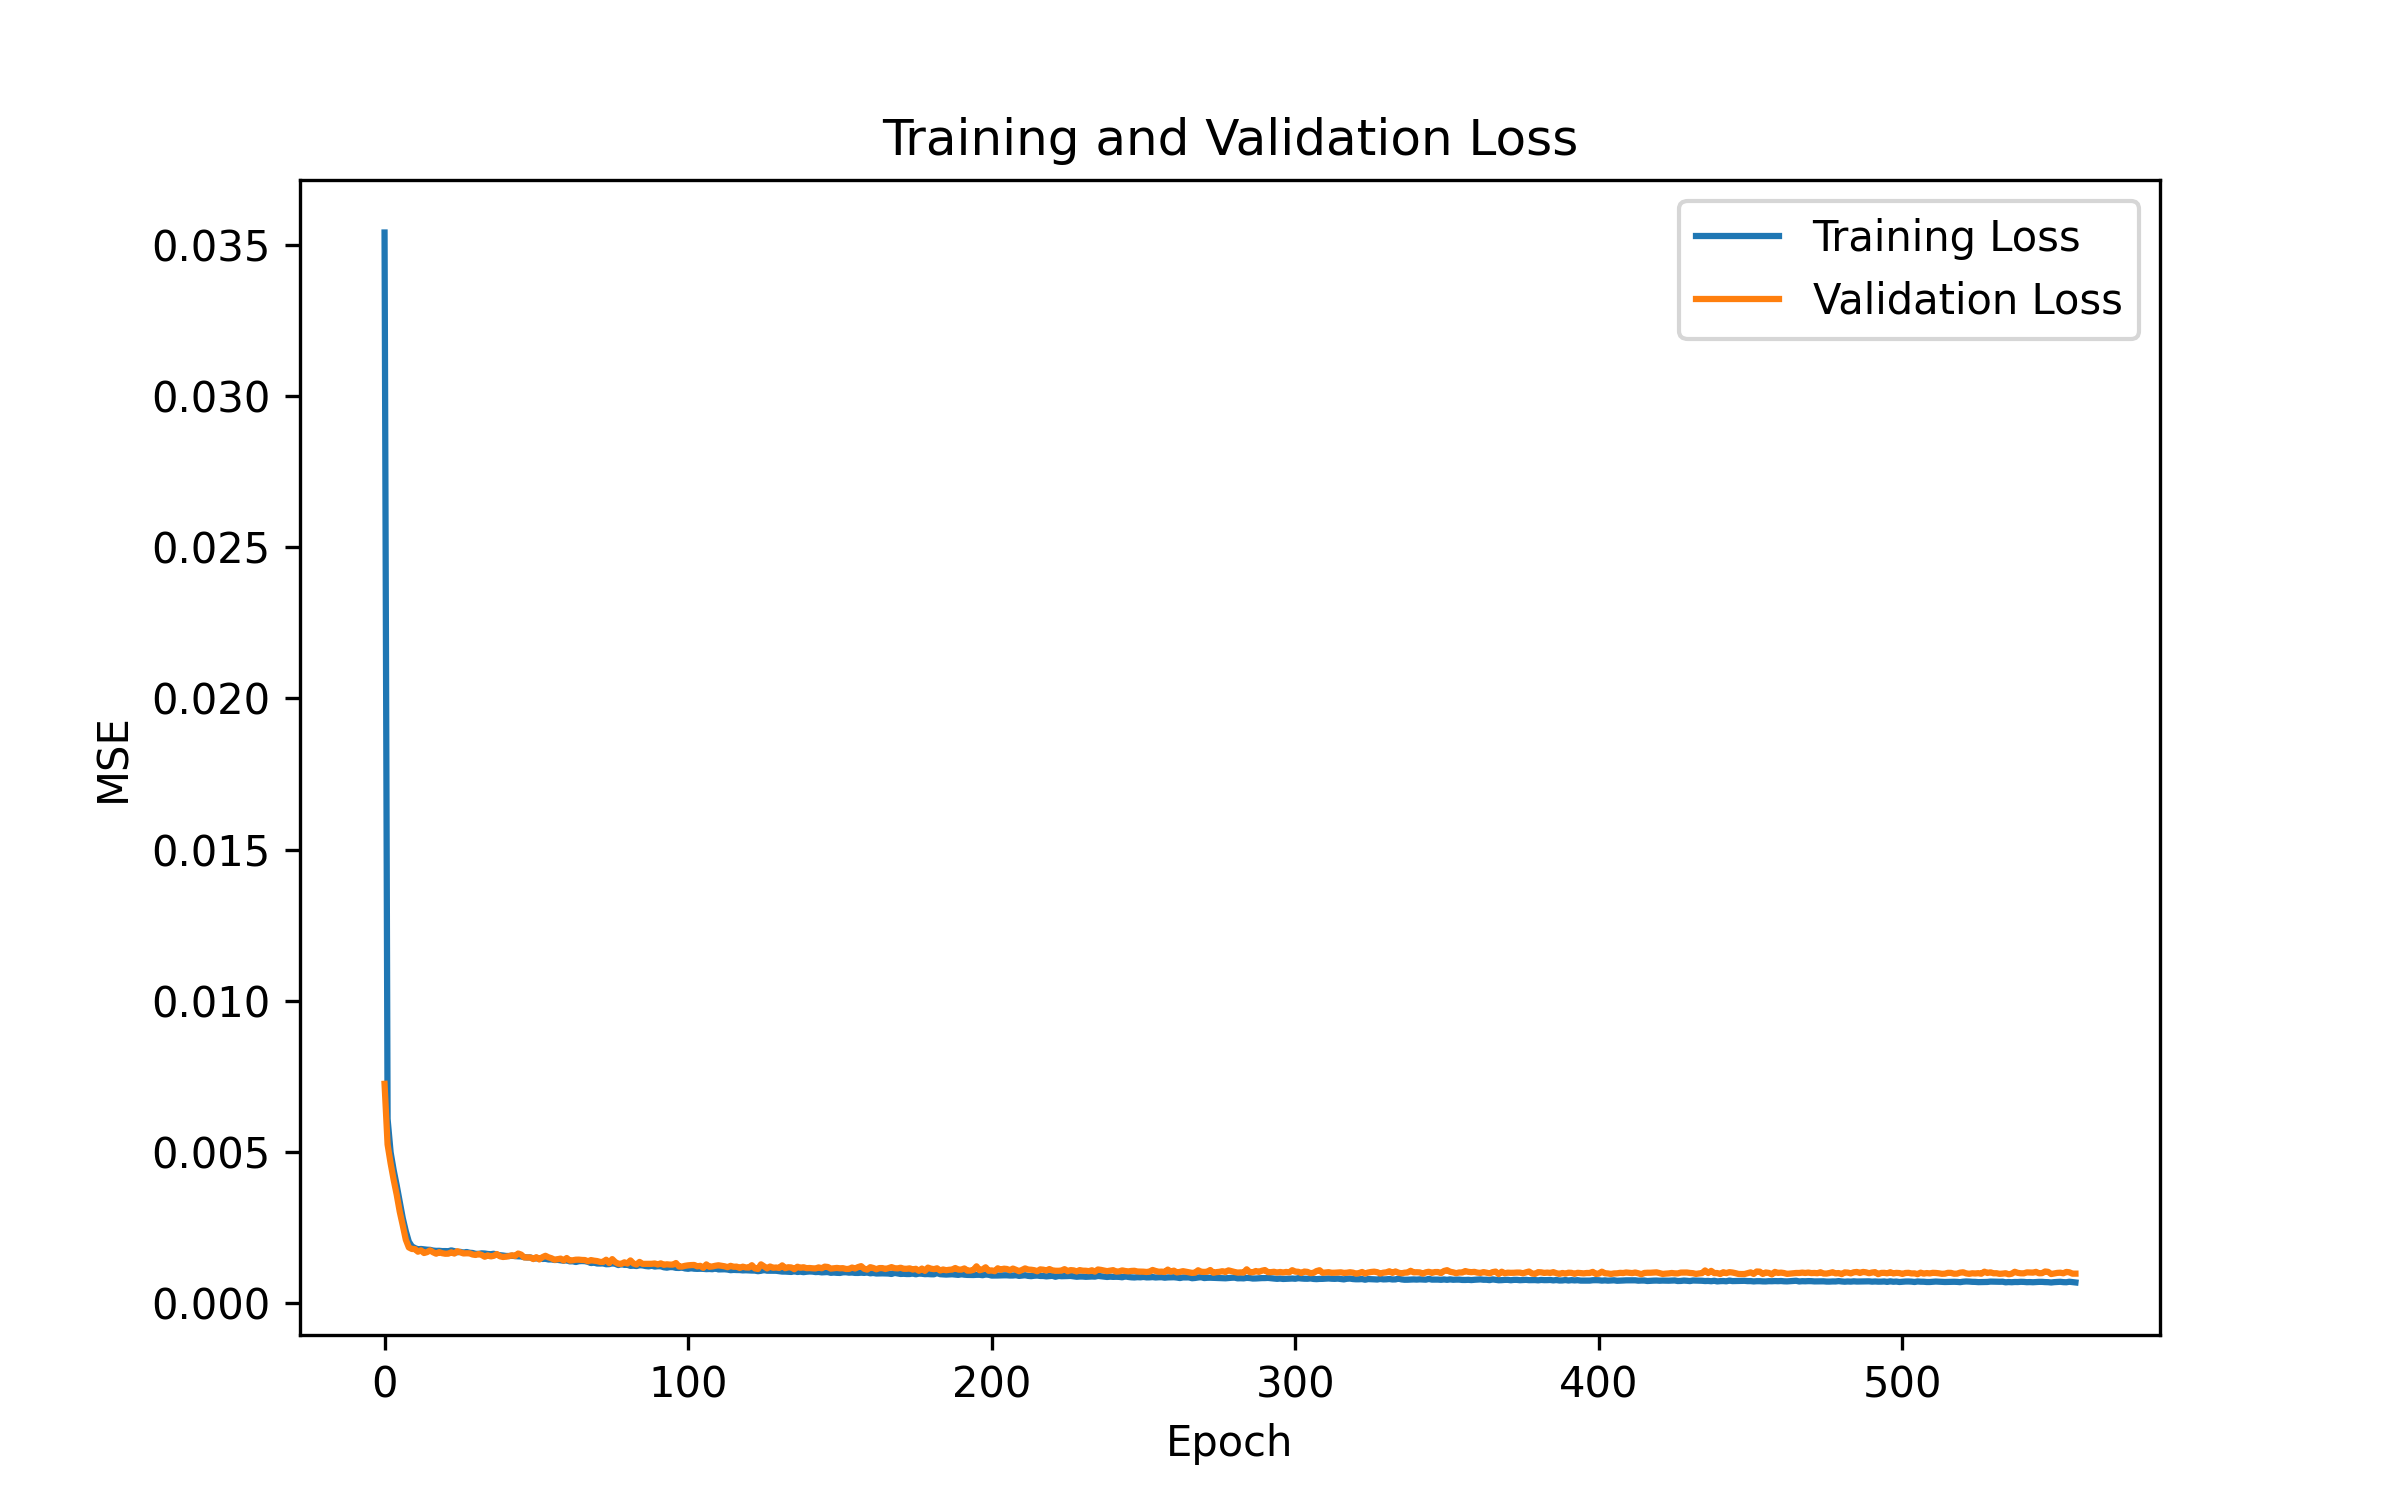 Training and Validation Loss
Training Loss
Validation Loss
0.035
0.030
0.025
0.020
0.015
0.010
0.005
0.000
MSE
0 100 200 300 400 500
Epoch